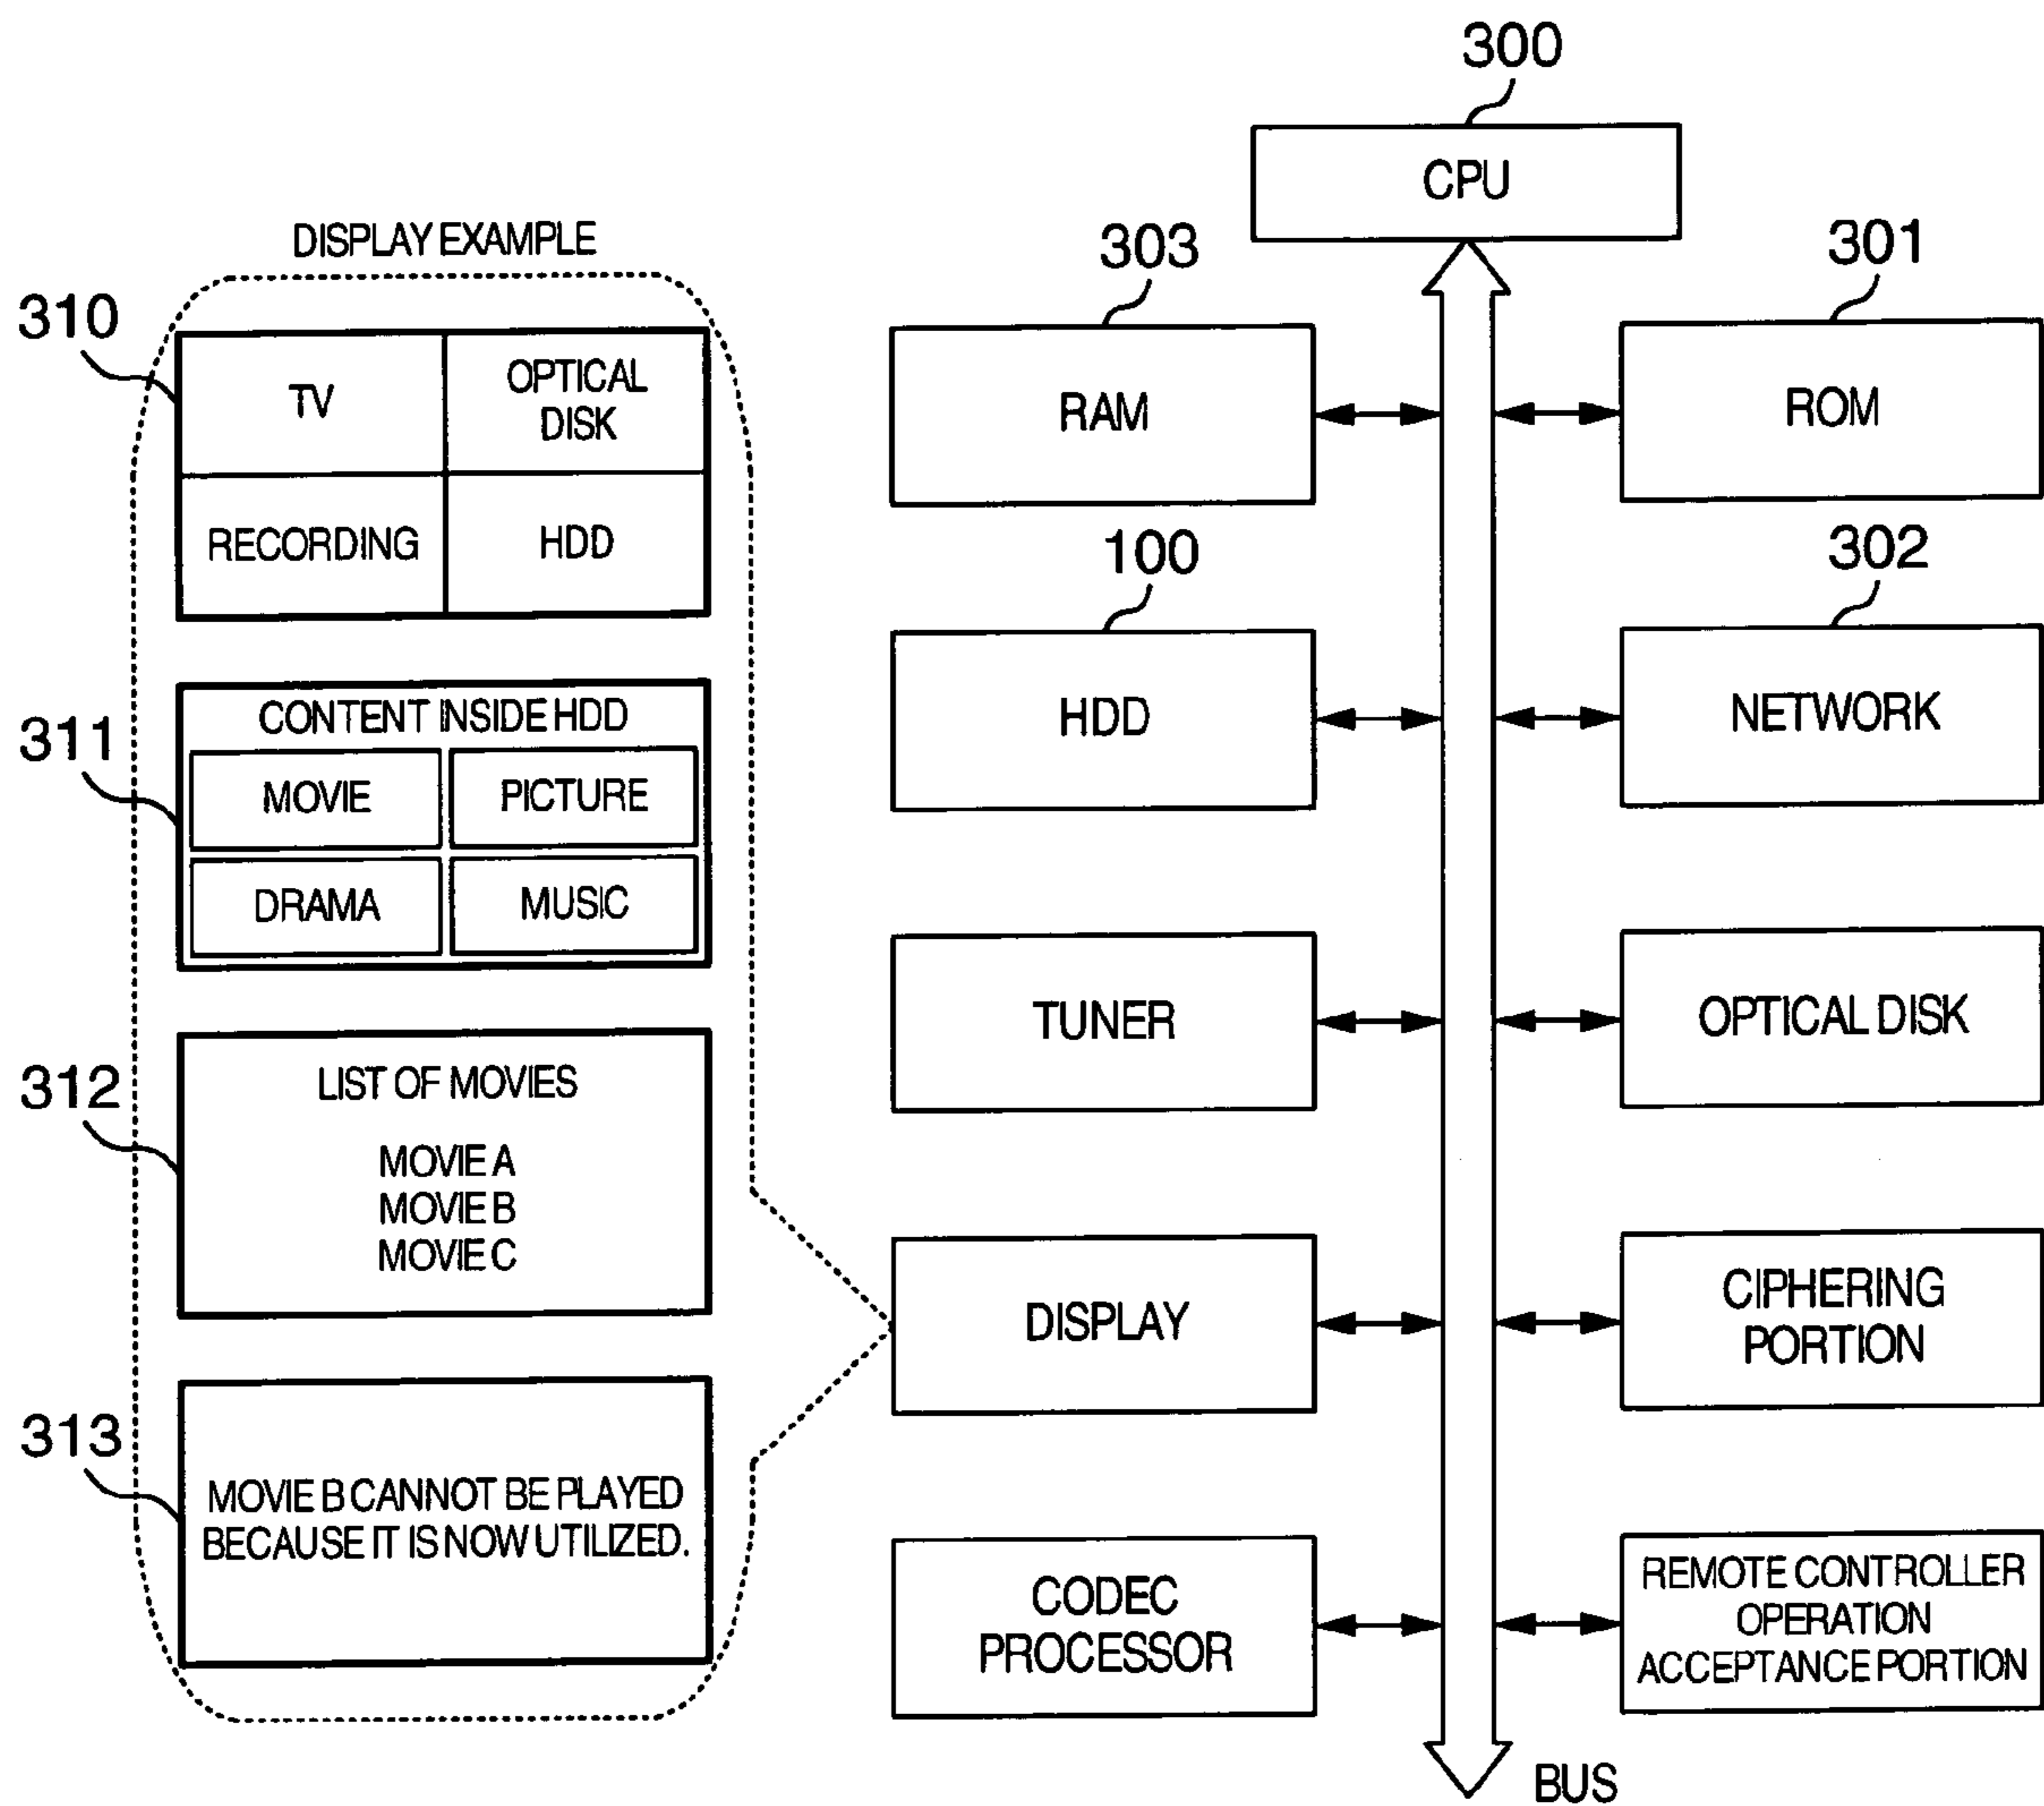 300
CPU
DISPLAY EXAMPLE
310
TV
OPTICAL
DISK
RECORDING
HDD
311
CONTENT INSIDE HDD
MOVIE
PICTURE
DRAMA
MUSIC
312
LIST OF MOVIES
MOVIE A
MOVIE B
MOVIE C
313
MOVIE B CANNOT BE PLAYED
BECAUSE IT IS NOW UTILIZED.
303
RAM
301
ROM
100
HDD
302
NETWORK
TUNER
OPTICAL DISK
DISPLAY
CIPHERING
PORTION
CODEC
PROCESSOR
REMOTE CONTROLLER
OPERATION
ACCEPTANCE PORTION
BUS